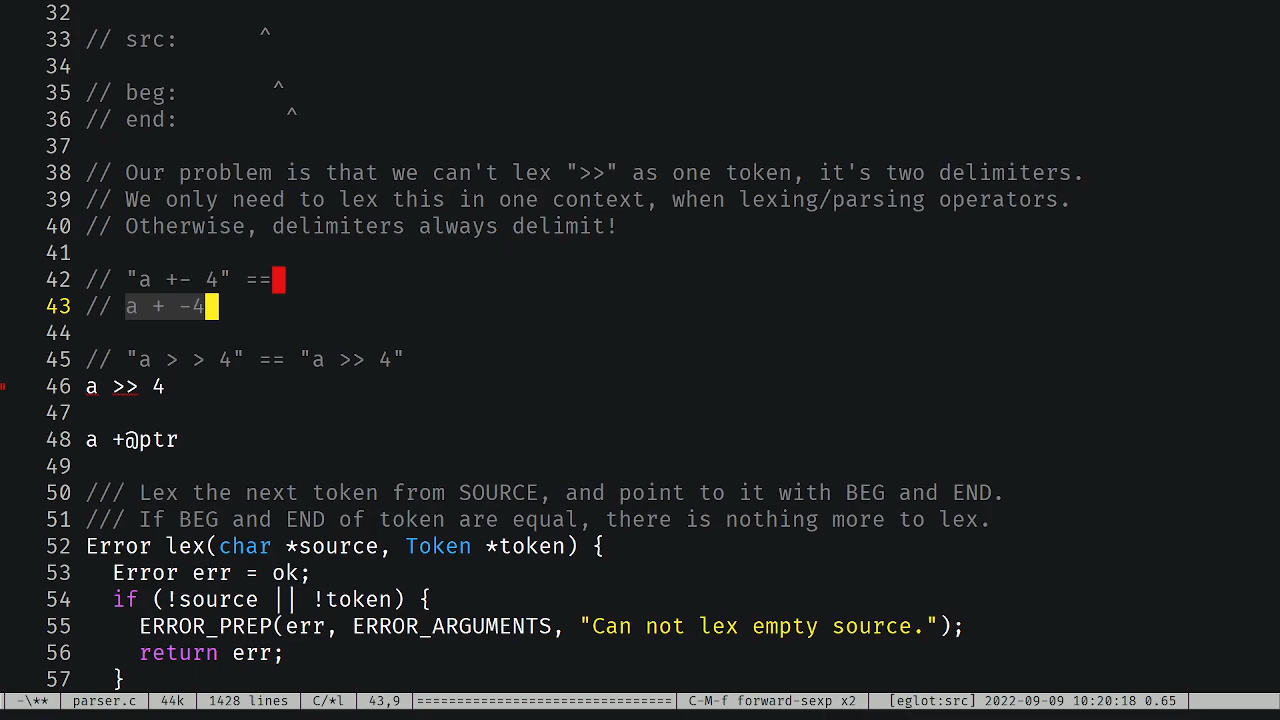 32
33 // src:      ^
34
35 // beg:       ^
36 // end:        ^
37
38 // Our problem is that we can't lex ">>" as one token, it's two delimiters.
39 // We only need to lex this in one context, when lexing/parsing operators.
40 // Otherwise, delimiters always delimit!
41
42 // "a +- 4" ==
43 // a + -4
44
45 // "a > > 4" == "a >> 4"
46 a >> 4
47
48 a +@ptr
49
50 /// Lex the next token from SOURCE, and point to it with BEG and END.
51 /// If BEG and END of token are equal, there is nothing more to lex.
52 Error lex(char *source, Token *token) {
53   Error err = ok;
54   if (!source || !token) {
55     ERROR_PREP(err, ERROR_ARGUMENTS, "Can not lex empty source.");
56     return err;
57   }
-\** parser.c 44k 1428 lines C/*l 43,9 ============================== C-M-f forward-sexp x2 [eglot:src] 2022-09-09 10:20:18 0.65